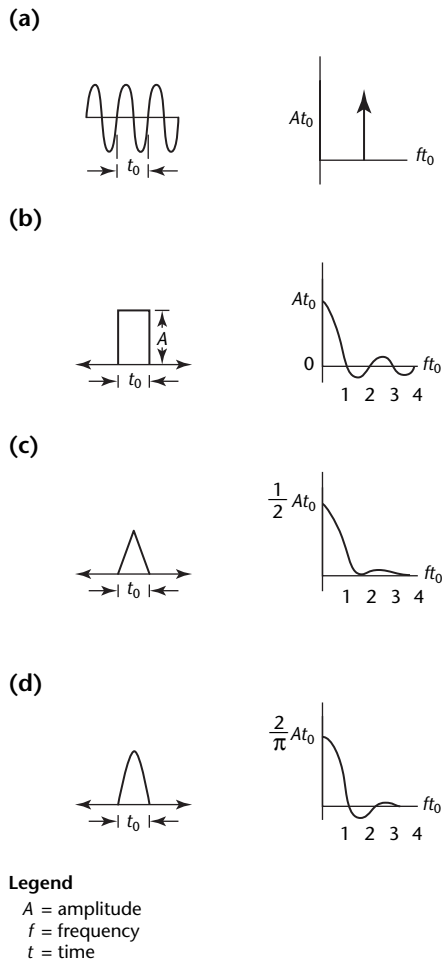 (a)
At₀
t₀
ft₀
(b)
At₀
A
0
ft₀
t₀
1 2 3 4
(c)
1/2 At₀
ft₀
t₀
1 2 3 4
(d)
2/π At₀
ft₀
t₀
1 2 3 4
Legend
A = amplitude
f = frequency
t = time